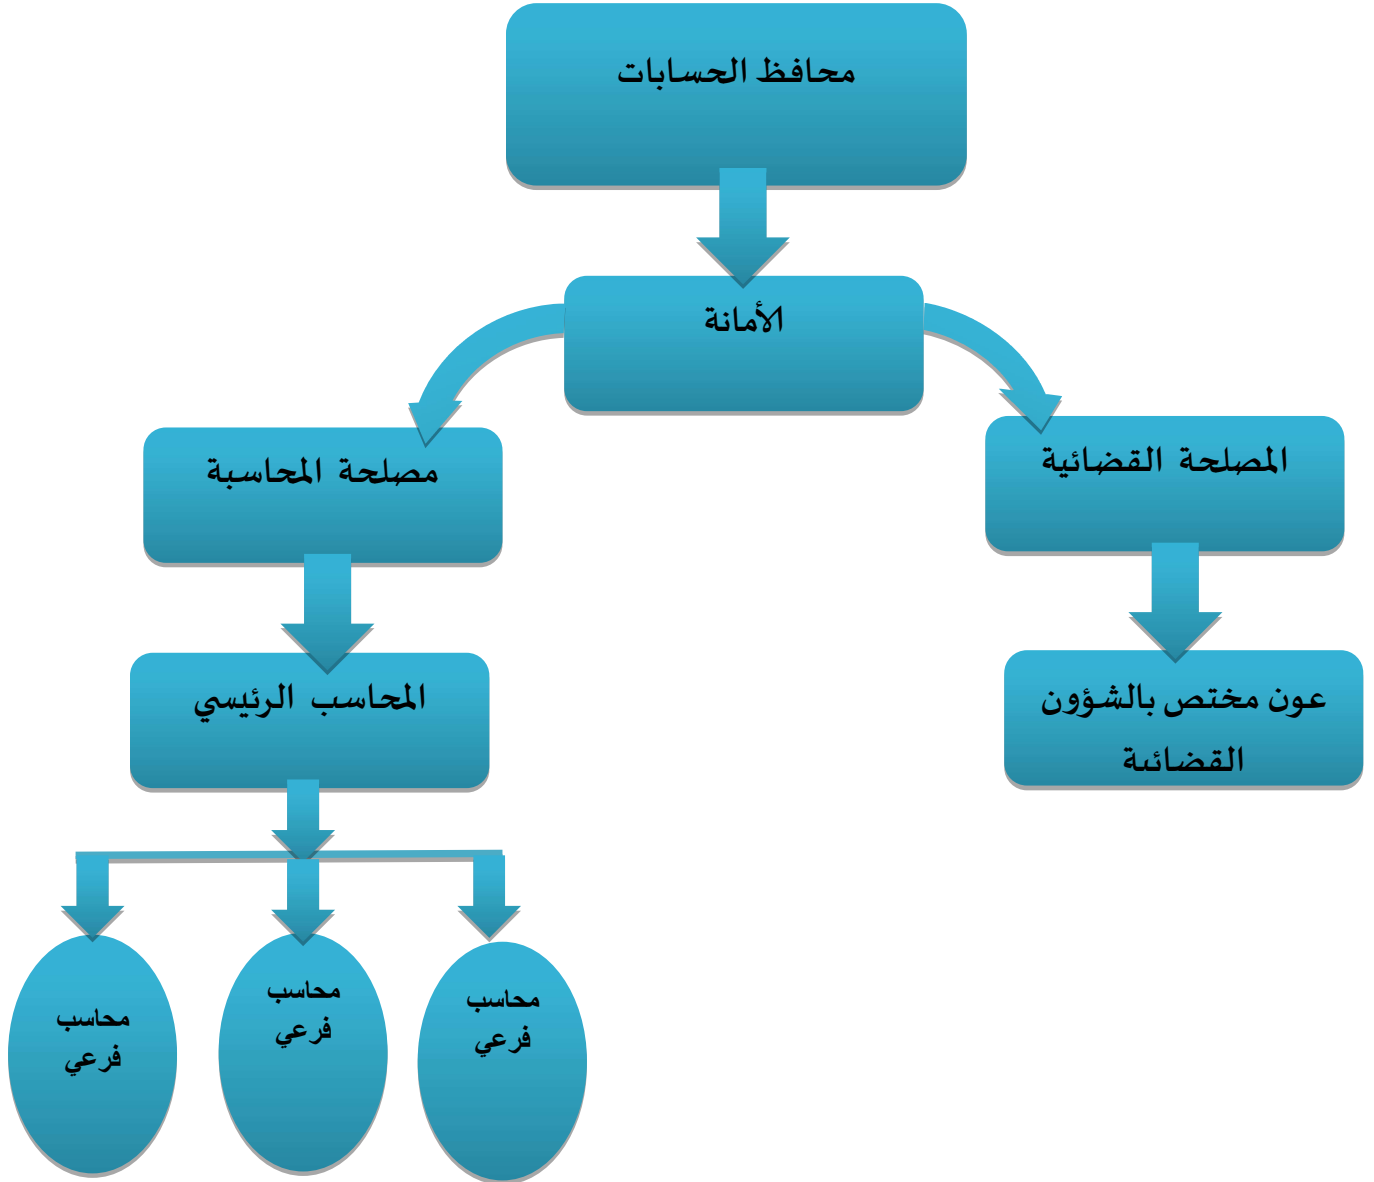 محافظ الحسابات
الأمانة
المصلحة القضائية
مصلحة المحاسبة
عون مختص بالشؤون
القضائية
المحاسب الرئيسي
محاسب
فرعي
محاسب
فرعي
محاسب
فرعي